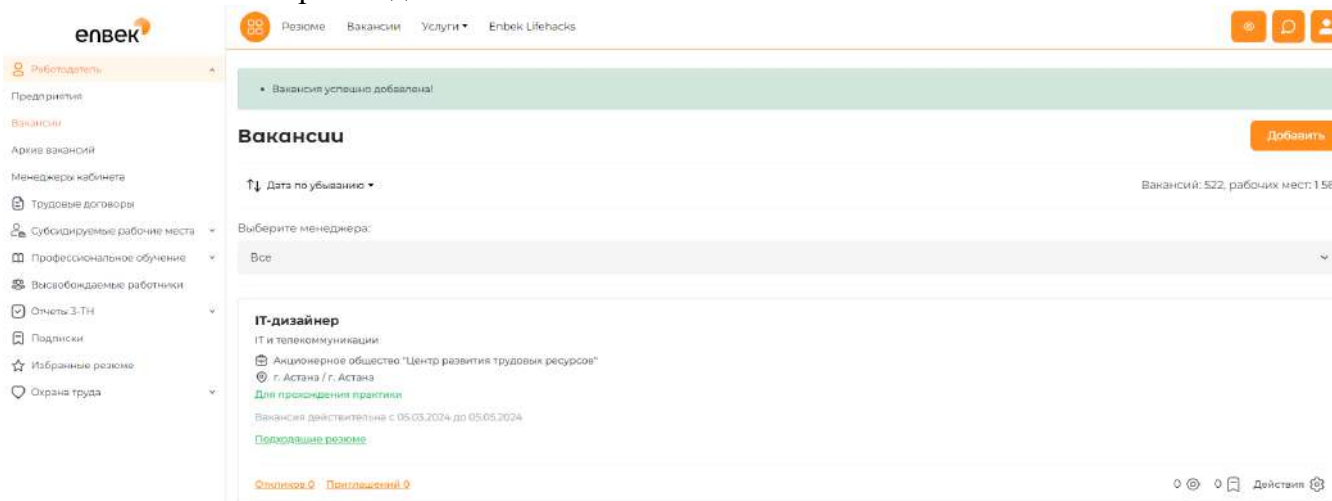 enbек
Резюме Вакансии Услуги Enbek Lifehacks
Работодатель
Предприятия
Вакансии
Архив вакансий
Менеджеры кабинета
Трудовые договоры
Субсидируемые рабочие места
Профессиональное обучение
Высвобождаемые работники
Отчеты 3-ТН
Подписки
Избранные резюме
Охрана труда
Вакансия успешно добавлена!
Вакансии
Добавить
Дата по убыванию
Вакансий: 522, рабочих мест: 1 58
Выберите менеджера:
Все
IT-дизайнер
IT и телекоммуникации
Акционерное общество "Центр развития трудовых ресурсов"
г. Астана / г. Астана
Для прохождения практики
Вакансия действительна с 05.03.2024 до 05.05.2024
Подходящие резюме
Откликов 0 Приглашений 0
0 0 Действия